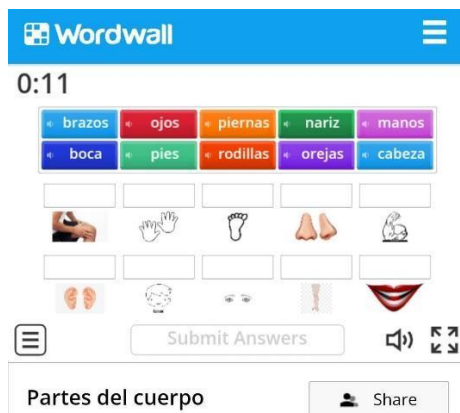 Wordwall
0:11
brazos ojos piernas nariz manos
boca pies rodillas orejas cabeza
Submit Answers
Partes del cuerpo Share